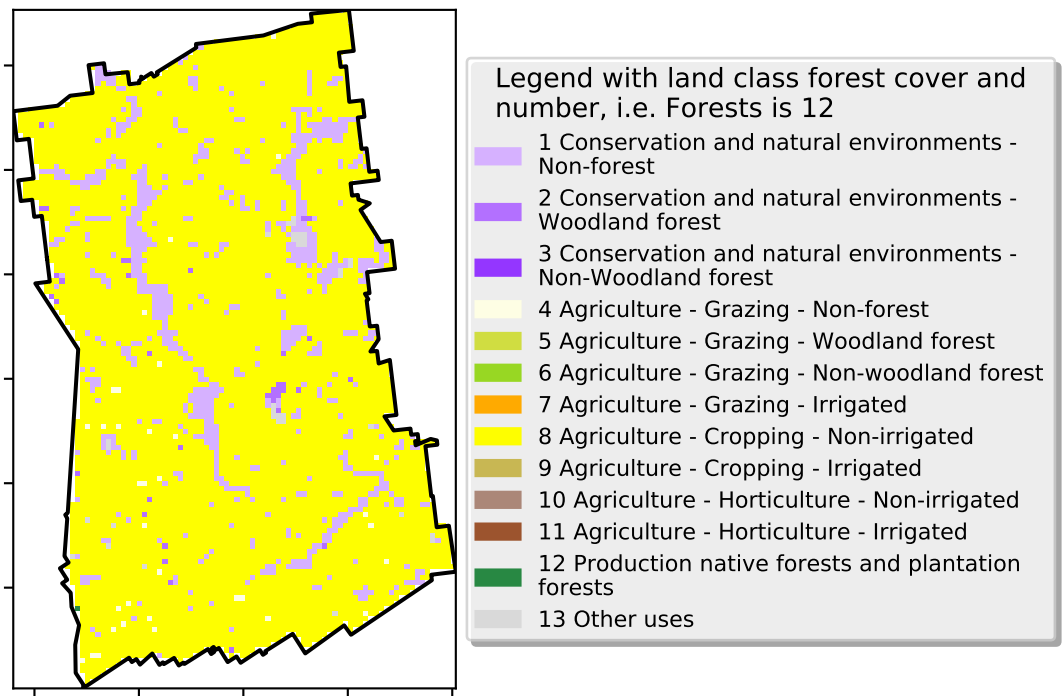 Legend with land class forest cover and
number, i.e. Forests is 12
1 Conservation and natural environments -
Non-forest
2 Conservation and natural environments -
Woodland forest
3 Conservation and natural environments -
Non-Woodland forest
4 Agriculture - Grazing - Non-forest
5 Agriculture - Grazing - Woodland forest
6 Agriculture - Grazing - Non-woodland forest
7 Agriculture - Grazing - Irrigated
8 Agriculture - Cropping - Non-irrigated
9 Agriculture - Cropping - Irrigated
10 Agriculture - Horticulture - Non-irrigated
11 Agriculture - Horticulture - Irrigated
12 Production native forests and plantation
forests
13 Other uses